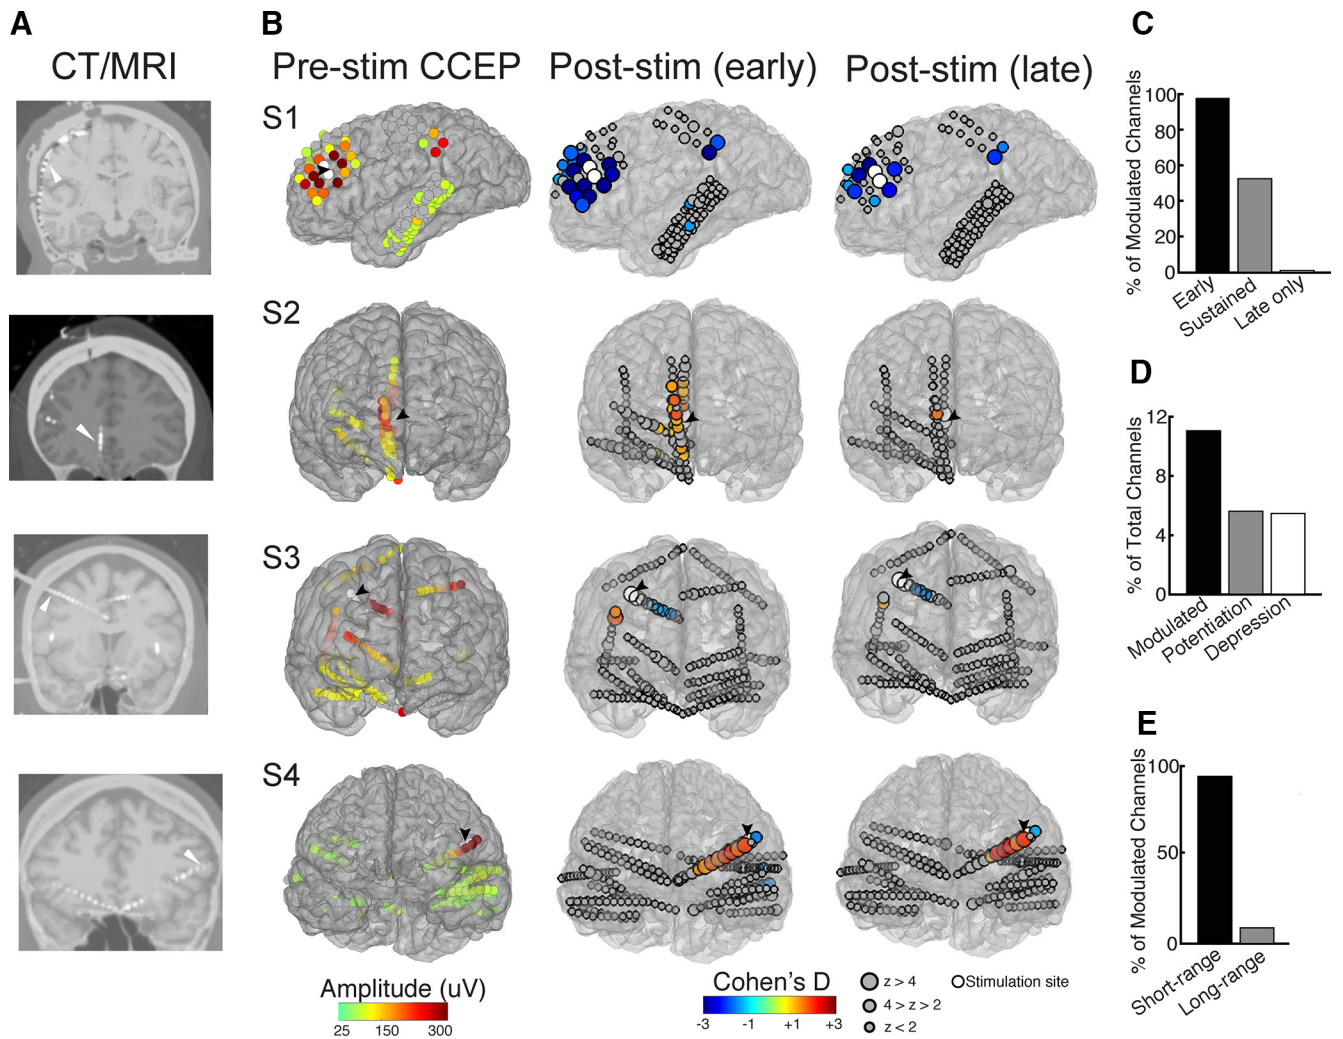 A
B
C
CT/MRI
Pre-stim CCEP
Post-stim (early)
Post-stim (late)
S1
S2
S3
S4
Amplitude (uV)
25 150 300
Cohen's D
-3 -1 +1 +3
z > 4
4 > z > 2
z < 2
Stimulation site
% of Modulated Channels
100
80
60
40
20
0
Early
Sustained
Late only
D
% of Total Channels
12
8
4
0
Modulated
Potentiation
Depression
E
% of Modulated Channels
100
50
0
Short-range
Long-range